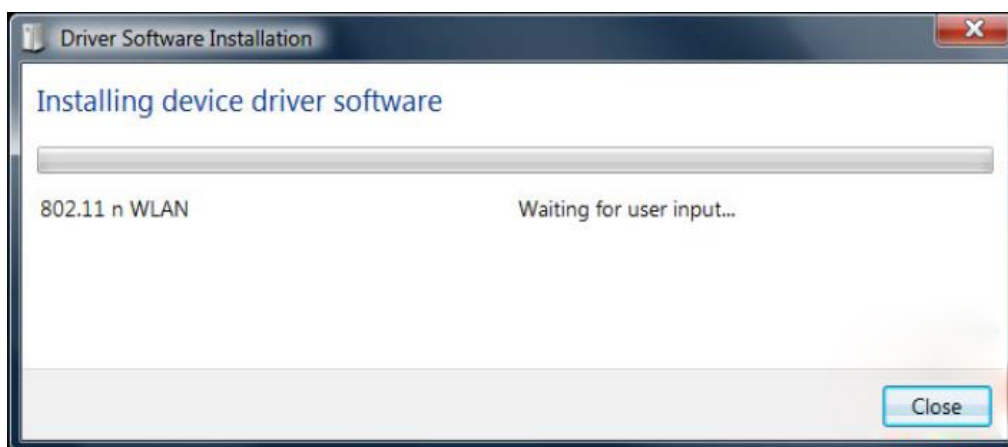 Driver Software Installation
Installing device driver software
802.11 n WLAN Waiting for user input...
Close